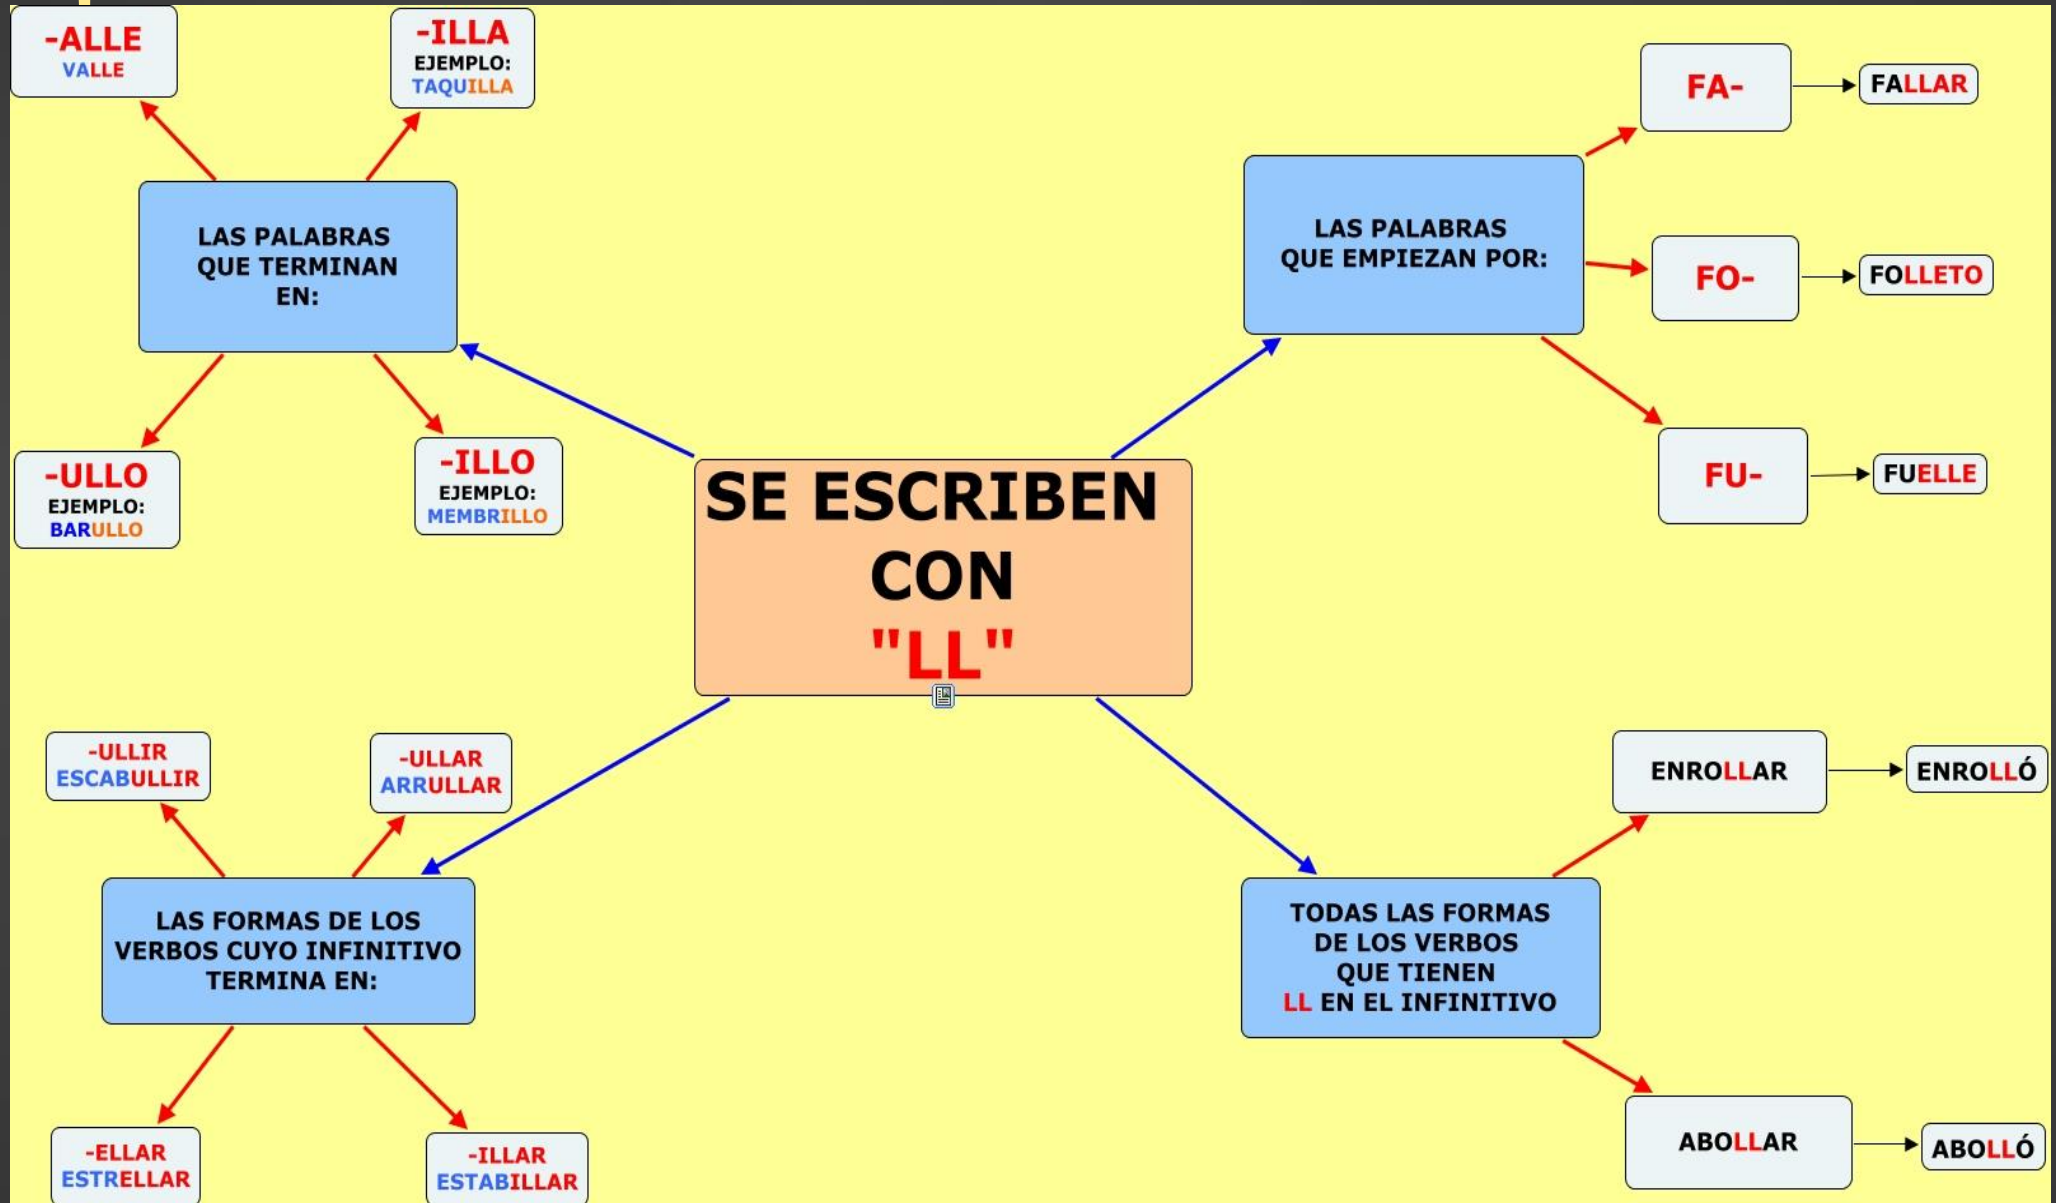 SE ESCRIBEN
CON
"LL"
LAS PALABRAS
QUE TERMINAN
EN:
-ALLE
VALLE
-ILLA
EJEMPLO:
TAQUILLA
-ULLO
EJEMPLO:
BARULLO
-ILLO
EJEMPLO:
MEMBRILLO
LAS PALABRAS
QUE EMPIEZAN POR:
FA-
FALLAR
FO-
FOLLETO
FU-
FUELLE
LAS FORMAS DE LOS
VERBOS CUYO INFINITIVO
TERMINA EN:
-ULLIR
ESCABULLIR
-ULLAR
ARRULLAR
-ELLAR
ESTRELLAR
-ILLAR
ESTABILLAR
TODAS LAS FORMAS
DE LOS VERBOS
QUE TIENEN
LL EN EL INFINITIVO
ENROLLAR
ENROLLÓ
ABOLLAR
ABOLLÓ